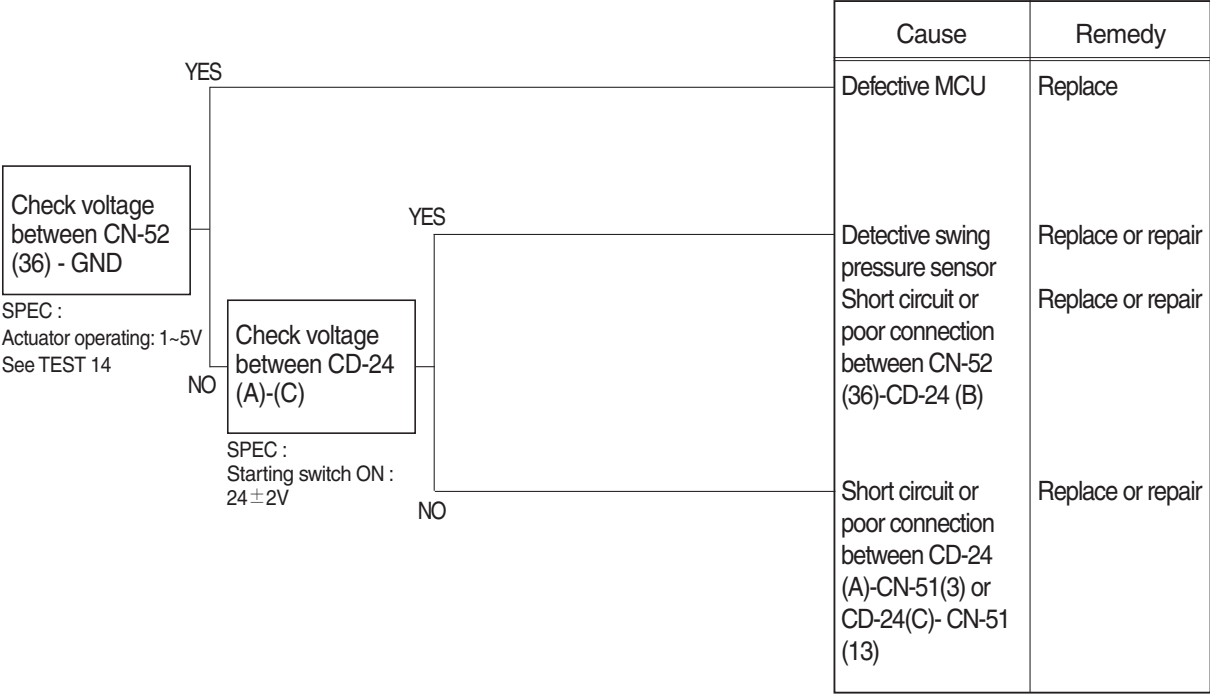 Cause
Remedy
YES
Defective MCU
Replace
Check voltage
between CN-52
(36) - GND
SPEC :
Actuator operating: 1~5V
See TEST 14
NO
YES
Detective swing
pressure sensor
Replace or repair
Short circuit or
poor connection
between CN-52
(36)-CD-24 (B)
Replace or repair
Check voltage
between CD-24
(A)-(C)
SPEC :
Starting switch ON :
24±2V
NO
Short circuit or
poor connection
between CD-24
(A)-CN-51(3) or
CD-24(C)- CN-51
(13)
Replace or repair